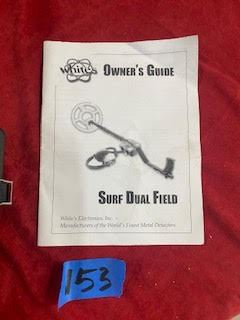 White's
OWNER'S GUIDE
SURF DUAL FIELD
White's Electronics, Inc. -
Manufacturers of the World's Finest Metal Detectors
153